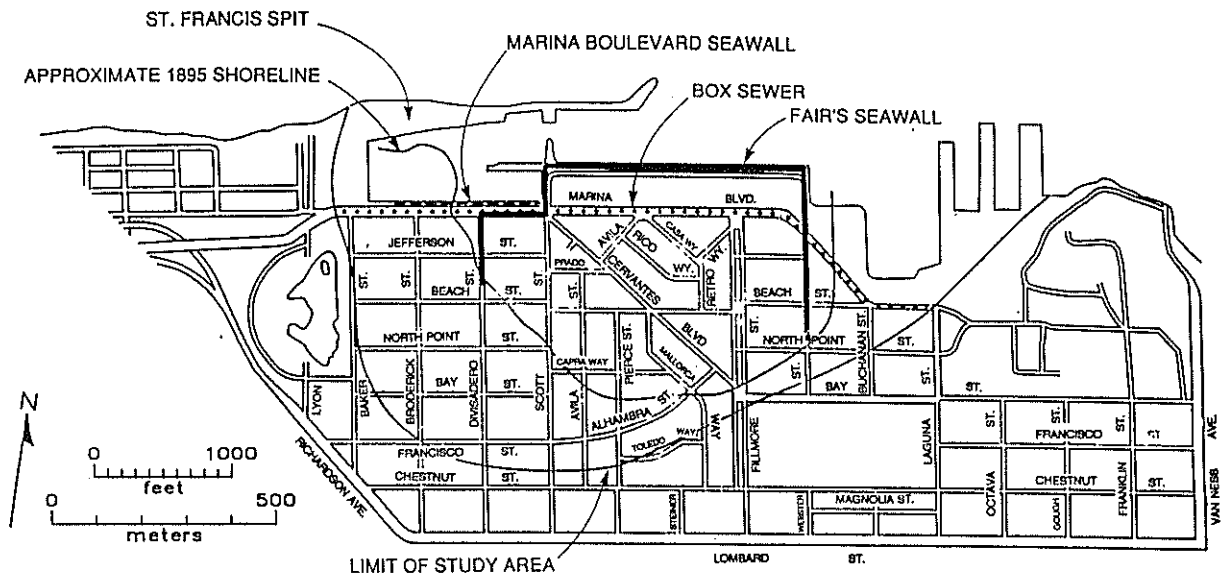 ST. FRANCIS SPIT
MARINA BOULEVARD SEAWALL
APPROXIMATE 1895 SHORELINE
BOX SEWER
FAIR'S SEAWALL
MARINA BLVD.
JEFFERSON ST.
AVILA
RICO WY.
CASA WY.
RETRO WY.
PRADO ST.
CERVANTES BLVD
BEACH ST.
BEACH ST.
NORTH POINT ST.
NORTH POINT ST.
CAPRA WAY
PIERCE ST.
MALLORCA WAY
BAY ST.
BAY ST.
ALHAMBRA ST.
TOLEDO WAY
LYON
BAKER ST.
BRODERICK ST.
DIVISADERO ST.
SCOTT
AVILA ST.
FILLMORE ST.
ST.
BUCHANAN ST.
LAGUNA ST.
FRANCISCO ST.
FRANCISCO ST.
CHESTNUT ST.
CHESTNUT ST.
MAGNOLIA ST.
STEINER
WEBSTER
OCTAVA ST.
GOUGH ST.
FRANKLIN ST.
VAN NESS AVE.
RICHARDSON AVE.
LOMBARD ST.
N
0 1000
feet
0 500
meters
LIMIT OF STUDY AREA